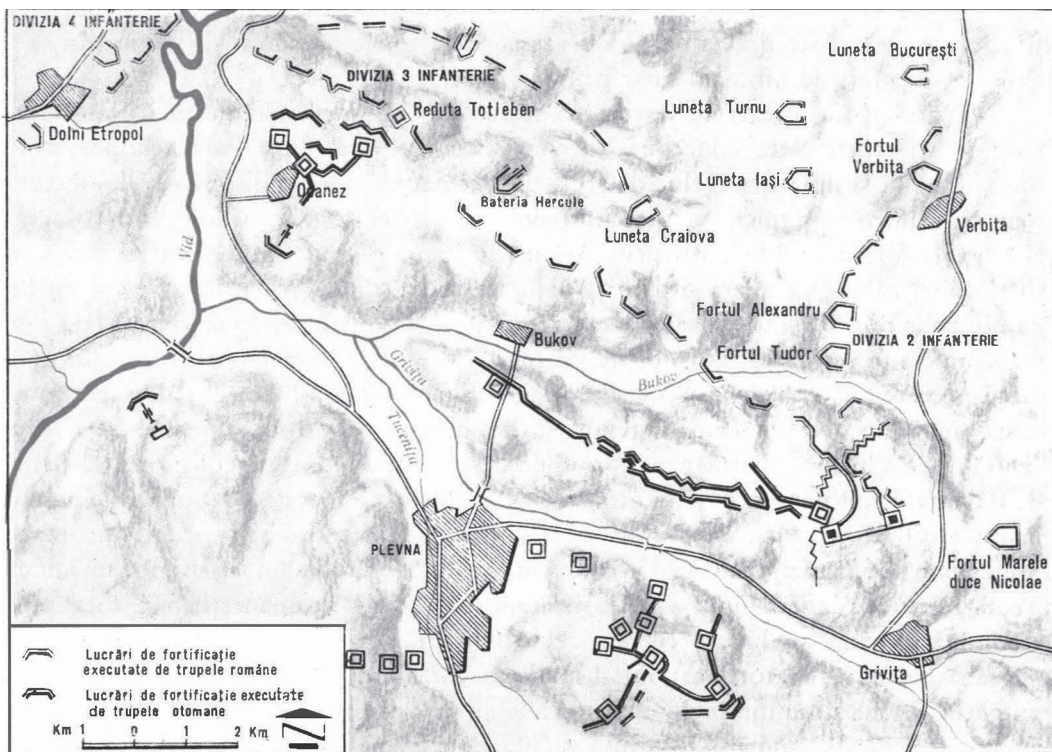 DIVIZIA 4 INFANTERIE
DIVIZIA 3 INFANTERIE
Luneta București
Reduta Totleben
Luneta Turnu
Dolni Etropol
Fortul
Verbița
Luneta Iași
Bateria Hercule
Verbița
Luneta Craiova
Vid
Fortul Alexandru
Bukov
DIVIZIA 2 INFANTERIE
Fortul Tudor
Grivița
Bukov
Tucenița
PLEVNA
Fortul Marele
duce Nicolae
Grivița
Lucrări de fortificație
executate de trupele române
Lucrări de fortificație executate
de trupele otomane
Km 1 0 1 2 Km